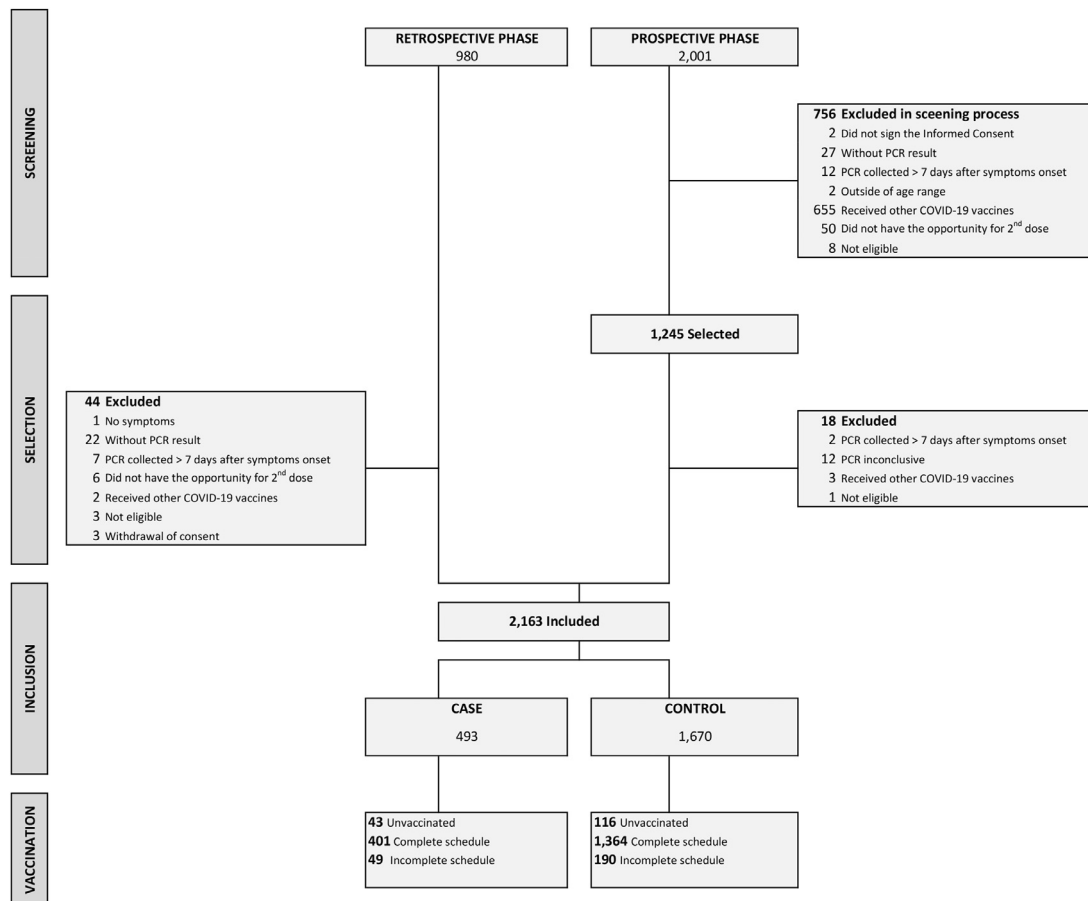 SCREENING
RETROSPECTIVE PHASE
980
PROSPECTIVE PHASE
2,001
756 Excluded in sceening process
2 Did not sign the Informed Consent
27 Without PCR result
12 PCR collected > 7 days after symptoms onset
2 Outside of age range
655 Received other COVID-19 vaccines
50 Did not have the opportunity for 2nd dose
8 Not eligible
SELECTION
1,245 Selected
44 Excluded
1 No symptoms
22 Without PCR result
7 PCR collected > 7 days after symptoms onset
6 Did not have the opportunity for 2nd dose
2 Received other COVID-19 vaccines
3 Not eligible
3 Withdrawal of consent
18 Excluded
2 PCR collected > 7 days after symptoms onset
12 PCR inconclusive
3 Received other COVID-19 vaccines
1 Not eligible
INCLUSION
2,163 Included
CASE
493
CONTROL
1,670
VACCINATION
43 Unvaccinated
401 Complete schedule
49 Incomplete schedule
116 Unvaccinated
1,364 Complete schedule
190 Incomplete schedule